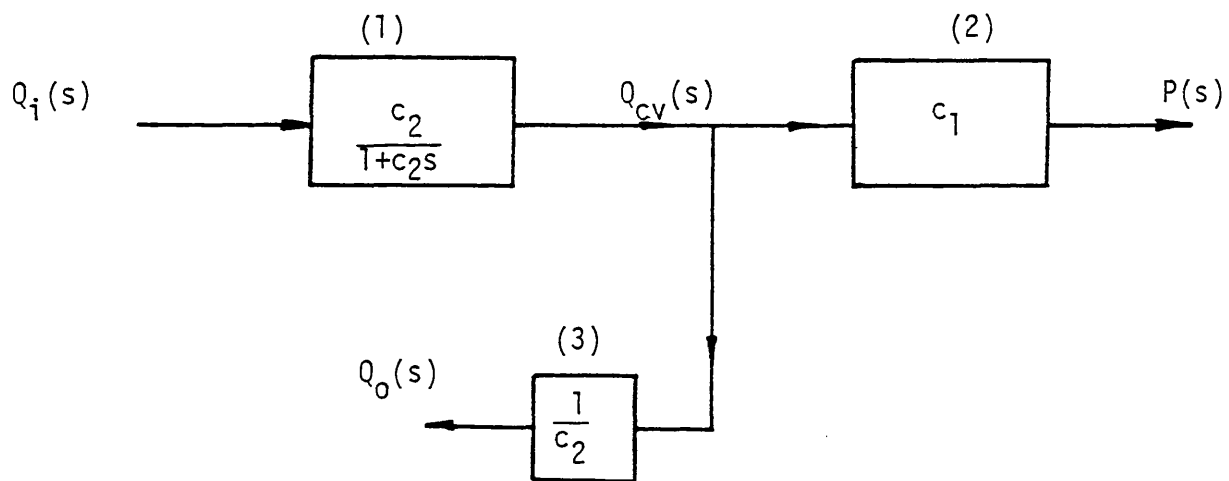 (1)
(2)
Q_i(s)
Q_cv(s)
P(s)
c_2
1+c_2s
c_1
(3)
Q_o(s)
1
c_2